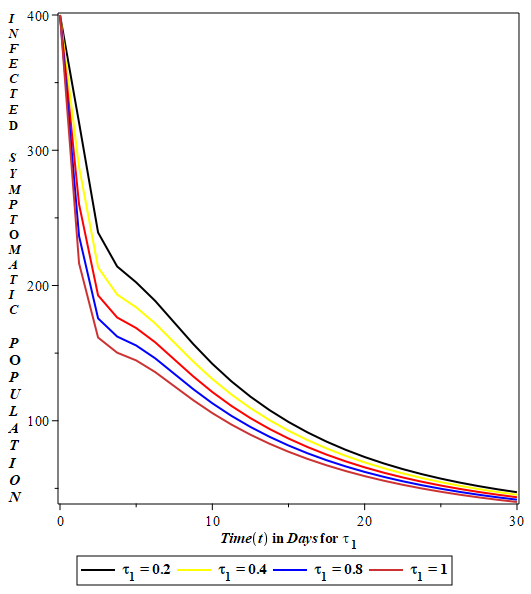 INFECTED SYMPTOMATIC POPULATION
400
300
200
100
0 10 20 30
Time(t) in Days for τ1
τ1 = 0.2 τ1 = 0.4 τ1 = 0.8 τ1 = 1